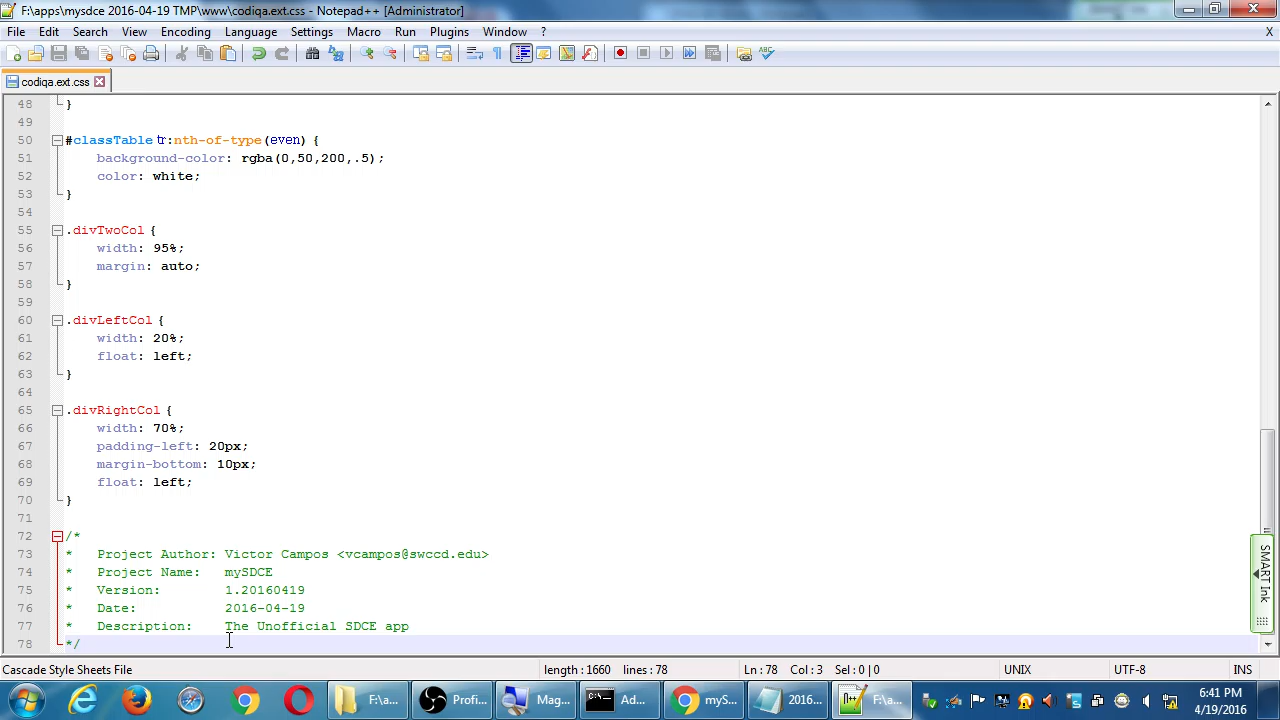 F:\apps\mysdce 2016-04-19 TMP\www\codiqa.ext.css - Notepad++ [Administrator]
File Edit Search View Encoding Language Settings Macro Run Plugins Window ? X
codiqa.ext.css
48 }
49
50 #classTable tr:nth-of-type(even) {
51 background-color: rgba(0,50,200,.5);
52 color: white;
53 }
54
55 .divTwoCol {
56 width: 95%;
57 margin: auto;
58 }
59
60 .divLeftCol {
61 width: 20%;
62 float: left;
63 }
64
65 .divRightCol {
66 width: 70%;
67 padding-left: 20px;
68 margin-bottom: 10px;
69 float: left;
70 }
71
72 /*
73 * Project Author: Victor Campos <vcampos@swccd.edu>
74 * Project Name: mySDCE
75 * Version: 1.20160419
76 * Date: 2016-04-19
77 * Description: The Unofficial SDCE app
78 */
SMART Ink
Cascade Style Sheets File length : 1660 lines : 78 Ln : 78 Col : 3 Sel : 0 | 0 UNIX UTF-8 INS
F:\a... Profi... Mag... Ad... myS... 2016... F:\a... 6:41 PM
4/19/2016